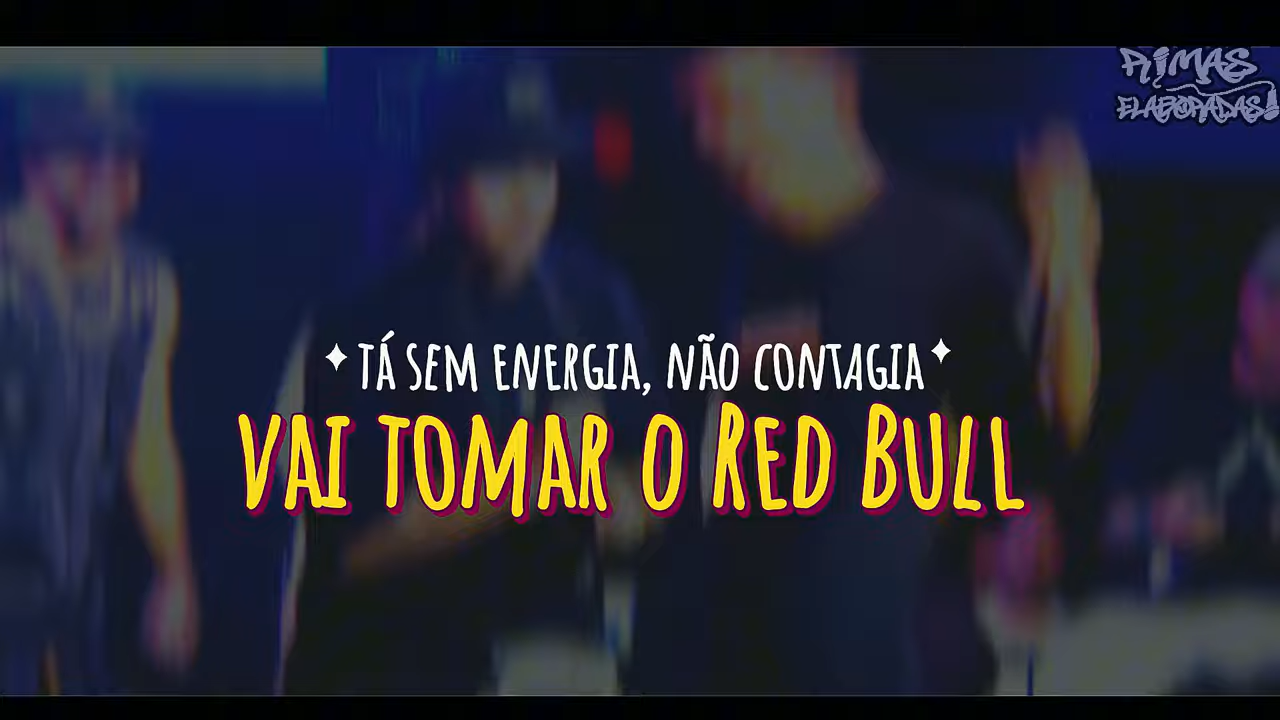 RIMAS
ELABORADAS!
TÁ SEM ENERGIA, NÃO CONTAGIA
VAI TOMAR O RED BULL